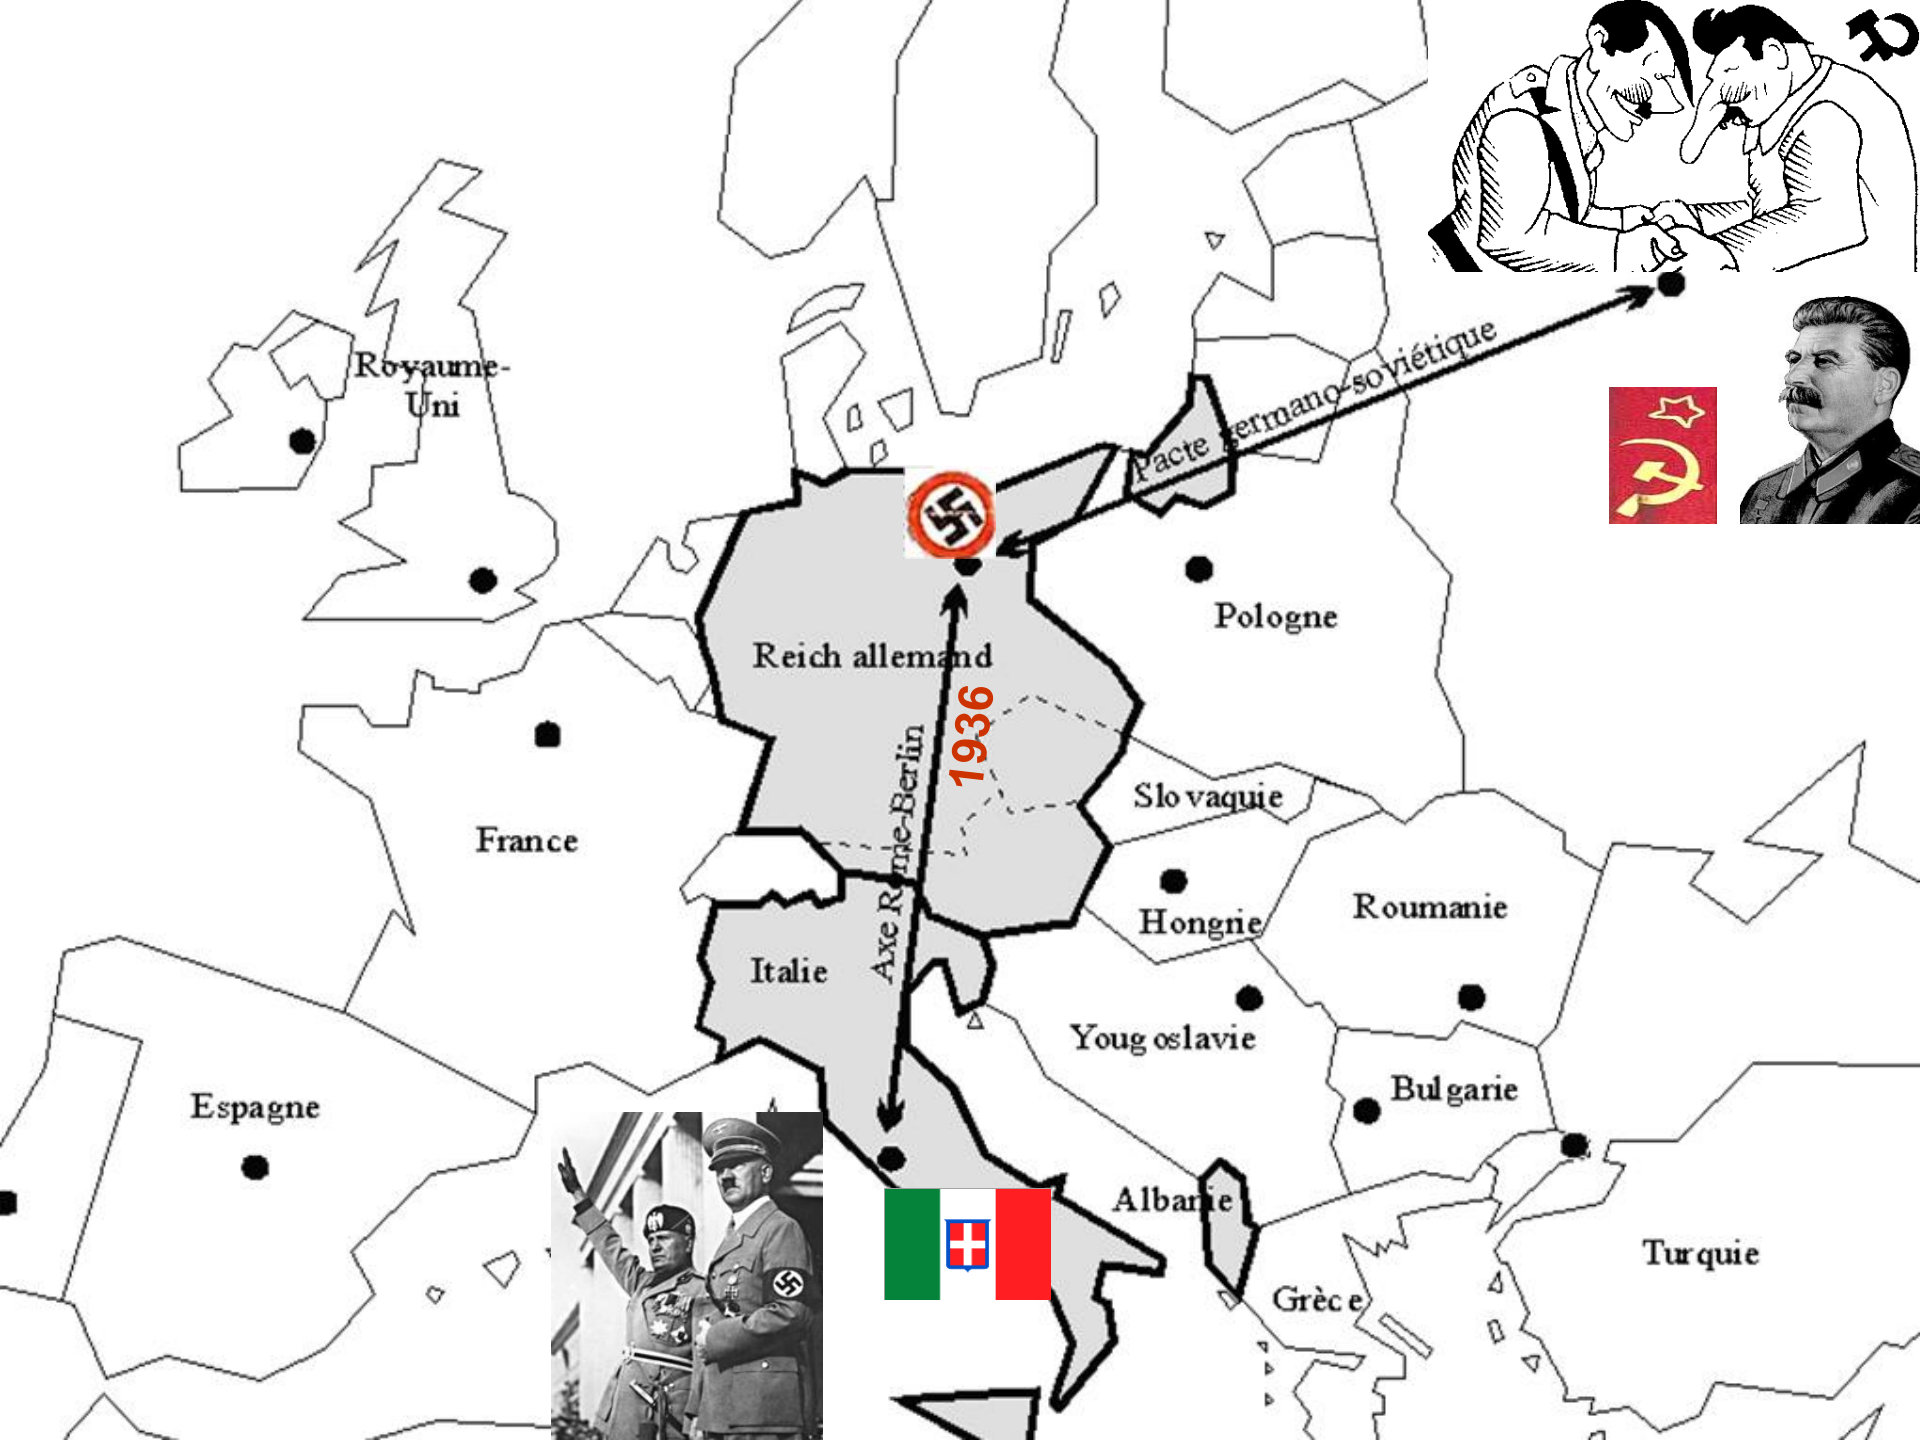 Royaume-
Uni
Pacte germano-soviétique
Pologne
Reich allemand
1936
Axe Rome-Berlin
Slovaquie
France
Hongrie
Roumanie
Italie
Yougoslavie
Bulgarie
Espagne
Albanie
Turquie
Grèce